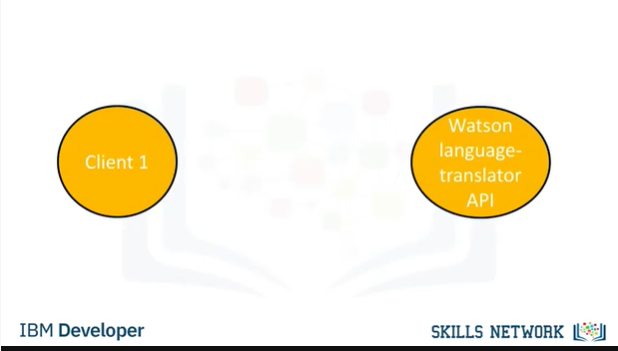 Client 1
Watson
language-
translator
API
IBM Developer
SKILLS NETWORK